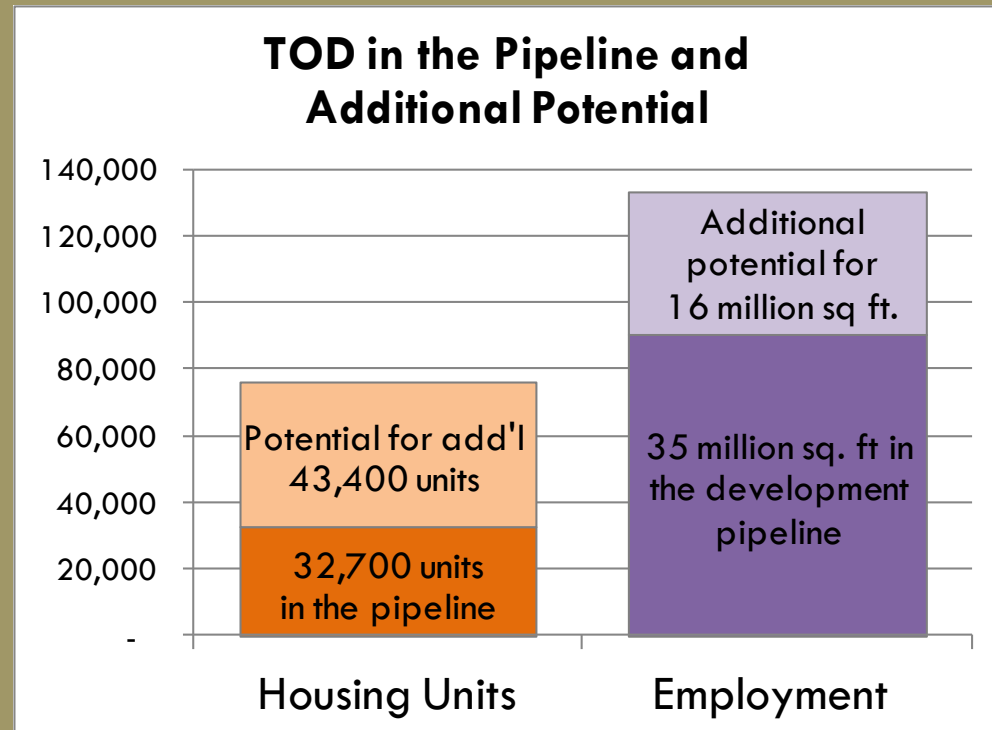 TOD in the Pipeline and
Additional Potential
140,000
120,000
100,000
80,000
60,000
40,000
20,000
-
Potential for add'l
43,400 units
32,700 units
in the pipeline
Additional
potential for
16 million sq ft.
35 million sq. ft in
the development
pipeline
Housing Units
Employment